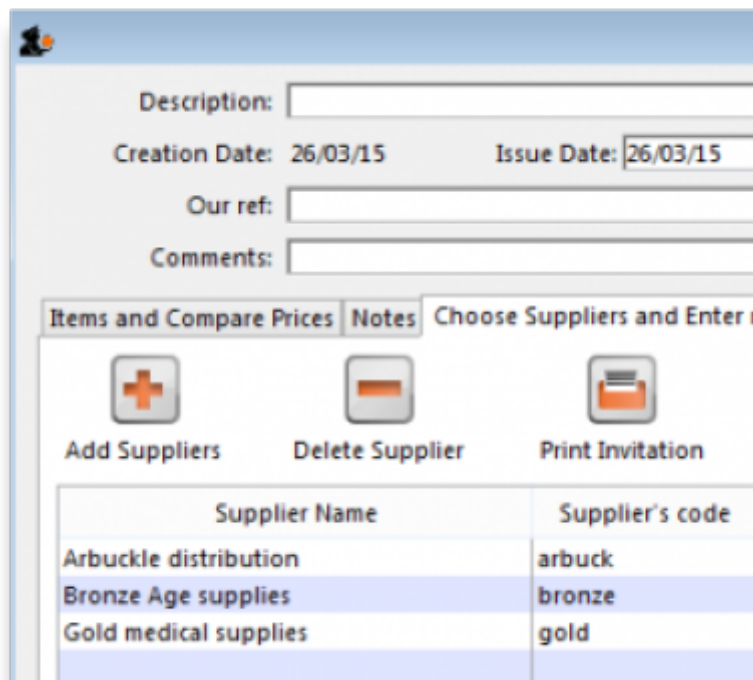 Description:
Creation Date: 26/03/15 Issue Date: 26/03/15
Our ref:
Comments:
Items and Compare Prices Notes Choose Suppliers and Enter
Add Suppliers Delete Supplier Print Invitation
Supplier Name Supplier's code
Arbuckle distribution arbuck
Bronze Age supplies bronze
Gold medical supplies gold